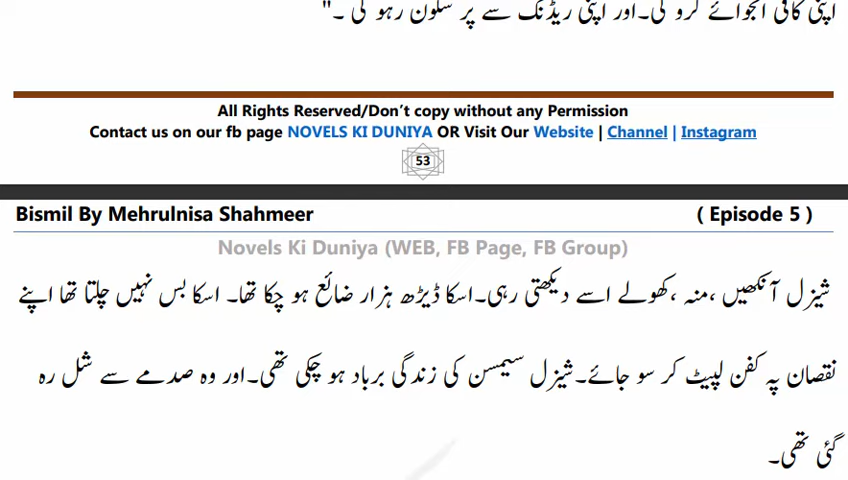 اپنی کافی انجوائے کرو گی۔اور اپنی ریڈنگ سے پر سکون رہو گی ۔"
All Rights Reserved/Don't copy without any Permission
Contact us on our fb page NOVELS KI DUNIYA OR Visit Our Website | Channel | Instagram
53
Bismil By Mehrulnisa Shahmeer ( Episode 5 )
Novels Ki Duniya (WEB, FB Page, FB Group)
شیزل آنکھیں ،منہ ،کھولے اسے دیکھتی رہی۔اسکا ڈیڑھ ہزار ضائع ہو چکا تھا۔ اسکا بس نہیں چلتا تھا اپنے
نقصان پہ کفن لپیٹ کر سو جائے۔شیزل سیمسن کی زندگی برباد ہو چکی تھی۔اور وہ صدمے سے شل رہ
گئی تھی۔